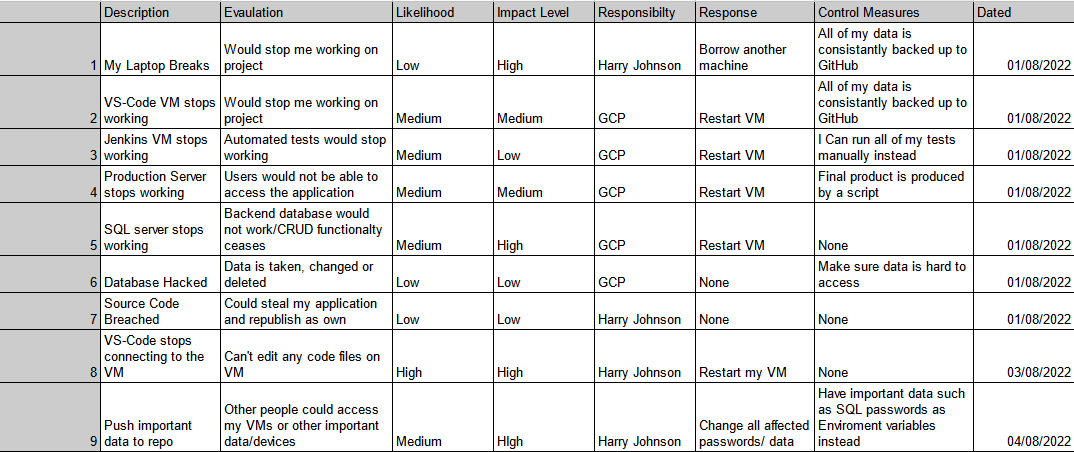 Description Evaulation Likelihood Impact Level Responsibilty Response Control Measures Dated
1 My Laptop Breaks Would stop me working on project Low High Harry Johnson Borrow another machine All of my data is consistantly backed up to GitHub 01/08/2022
2 VS-Code VM stops working Would stop me working on project Medium Medium GCP Restart VM All of my data is consistantly backed up to GitHub 01/08/2022
3 Jenkins VM stops working Automated tests would stop working Medium Low GCP Restart VM I Can run all of my tests manually instead 01/08/2022
4 Production Server stops working Users would not be able to access the application Medium Medium GCP Restart VM Final product is produced by a script 01/08/2022
5 SQL server stops working Backend database would not work/CRUD functionalty ceases Medium High GCP Restart VM None 01/08/2022
6 Database Hacked Data is taken, changed or deleted Low Low GCP None Make sure data is hard to access 01/08/2022
7 Source Code Breached Could steal my application and republish as own Low Low Harry Johnson None None 01/08/2022
8 VS-Code stops connecting to the VM Can't edit any code files on VM High High Harry Johnson Restart my VM None 03/08/2022
9 Push important data to repo Other people could access my VMs or other important data/devices Medium HIgh Harry Johnson Change all affected passwords/ data Have important data such as SQL passwords as Enviroment variables instead 04/08/2022